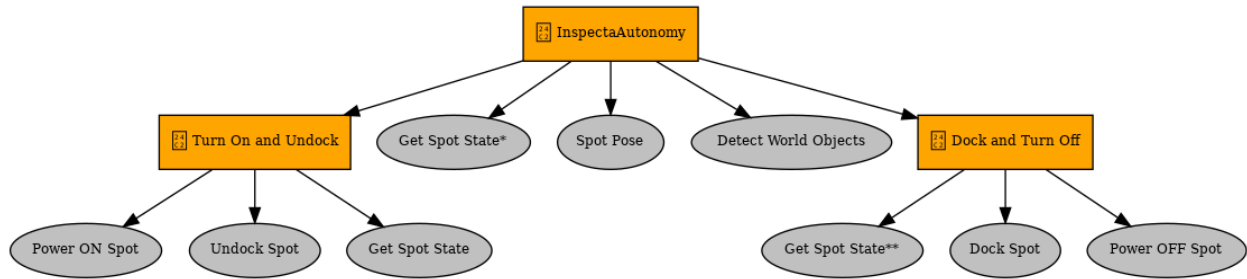 InspectaAutonomy
Turn On and Undock
Get Spot State*
Spot Pose
Detect World Objects
Dock and Turn Off
Power ON Spot
Undock Spot
Get Spot State
Get Spot State**
Dock Spot
Power OFF Spot